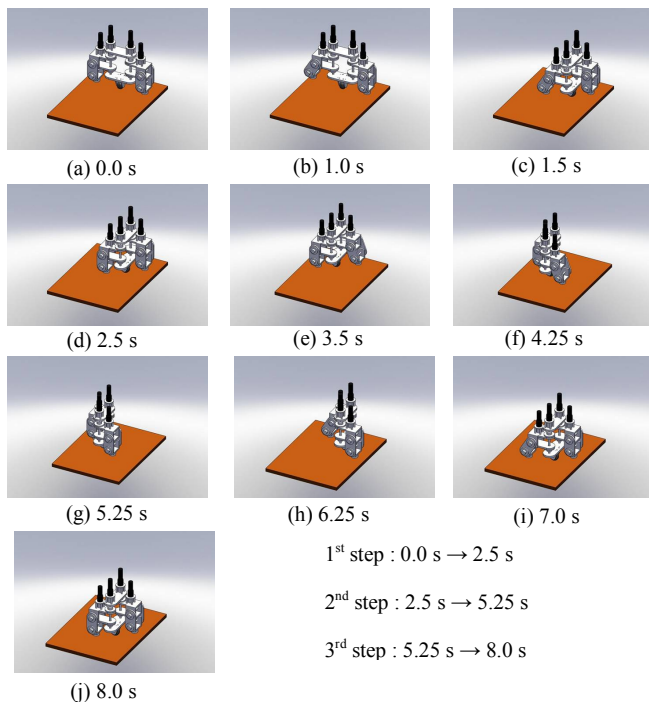 (a) 0.0 s
(b) 1.0 s
(c) 1.5 s
(d) 2.5 s
(e) 3.5 s
(f) 4.25 s
(g) 5.25 s
(h) 6.25 s
(i) 7.0 s
(j) 8.0 s
1st step : 0.0 s → 2.5 s
2nd step : 2.5 s → 5.25 s
3rd step : 5.25 s → 8.0 s